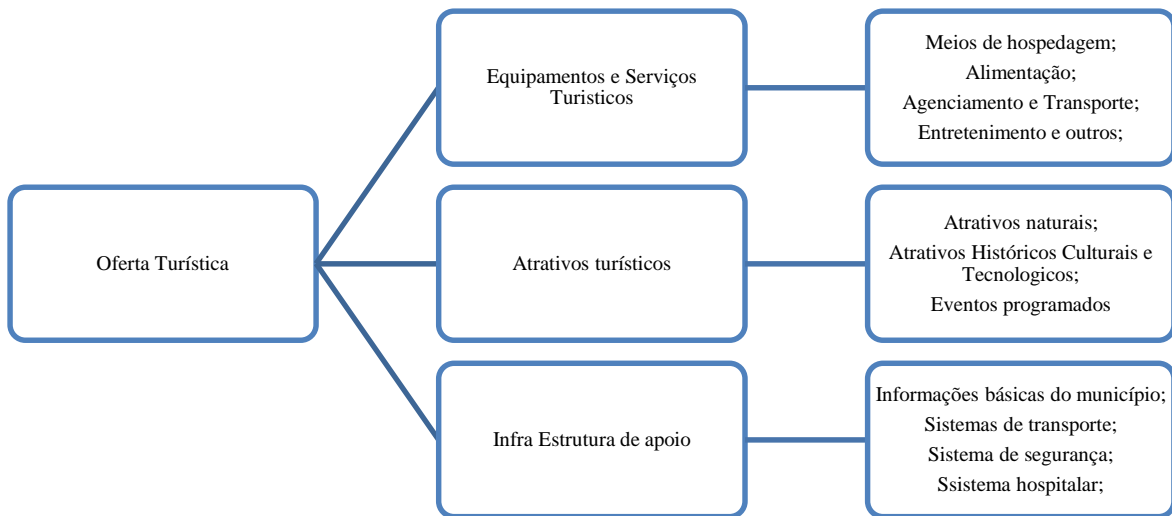 Oferta Turística
Equipamentos e Serviços
Turisticos
Meios de hospedagem;
Alimentação;
Agenciamento e Transporte;
Entretenimento e outros;
Atrativos turísticos
Atrativos naturais;
Atrativos Históricos Culturais e
Tecnologicos;
Eventos programados
Infra Estrutura de apoio
Informações básicas do município;
Sistemas de transporte;
Sistema de segurança;
Ssistema hospitalar;